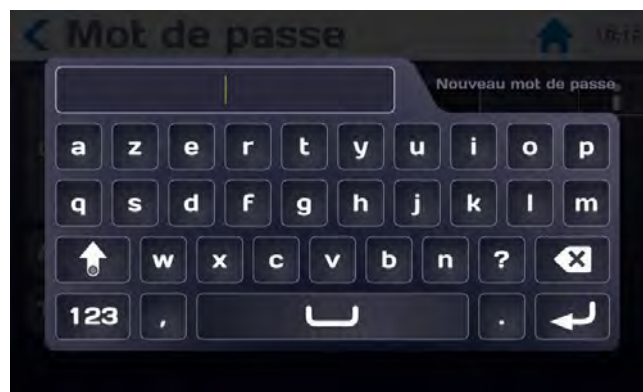 Mot de passe
Nouveau mot de passe
a z e r t y u i o p
q s d f g h j k l m
w x c v b n ?
123 , .